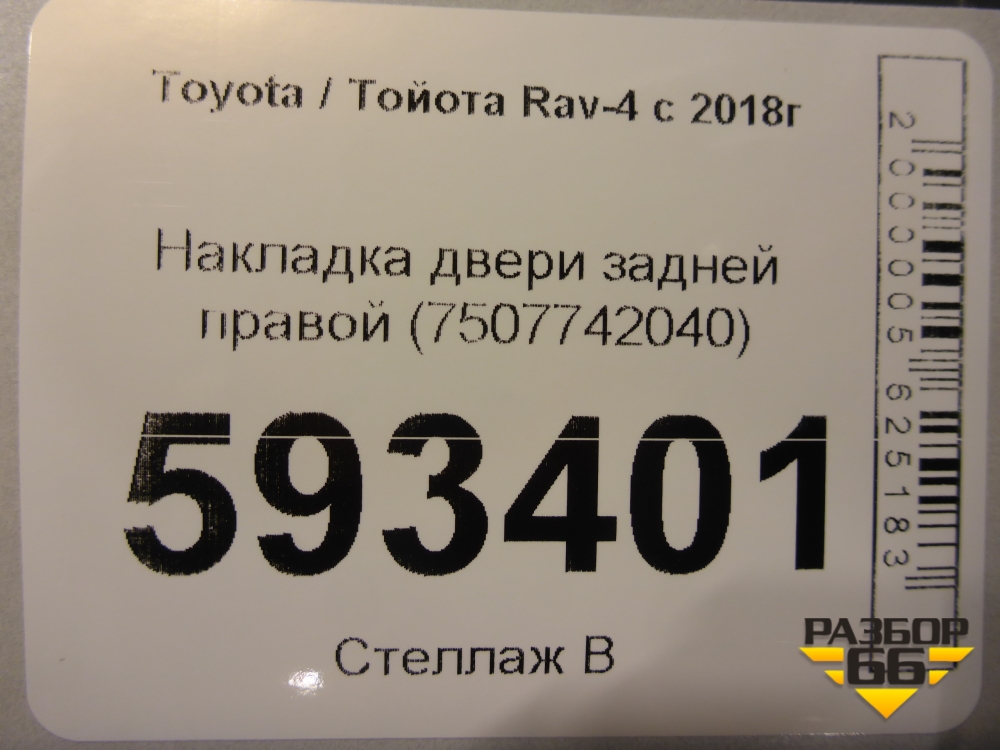 Toyota / Тойота Rav-4 с 2018г
Накладка двери задней
правой (7507742040)
593401
Стеллаж В
2000005625183
РАЗБОР
66